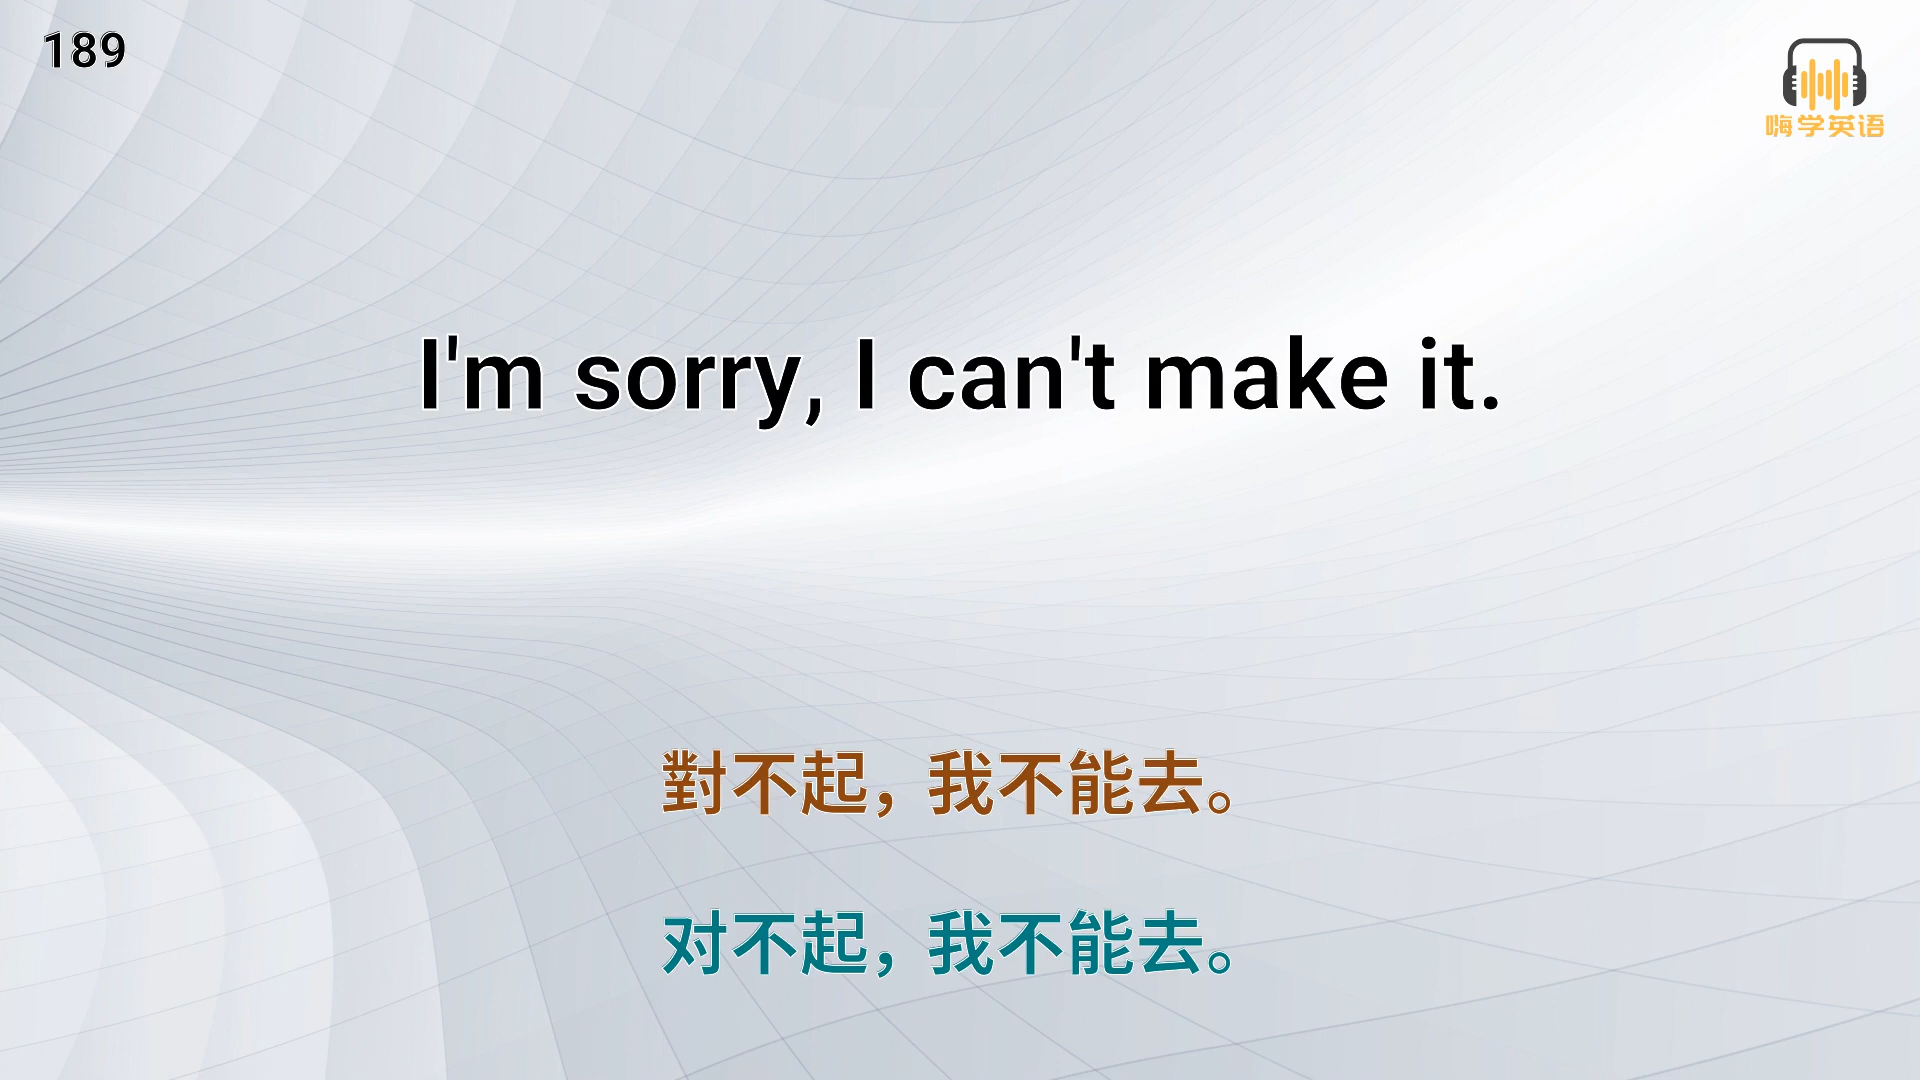 189
嗨学英语
I'm sorry, I can't make it.
對不起，我不能去。
对不起，我不能去。